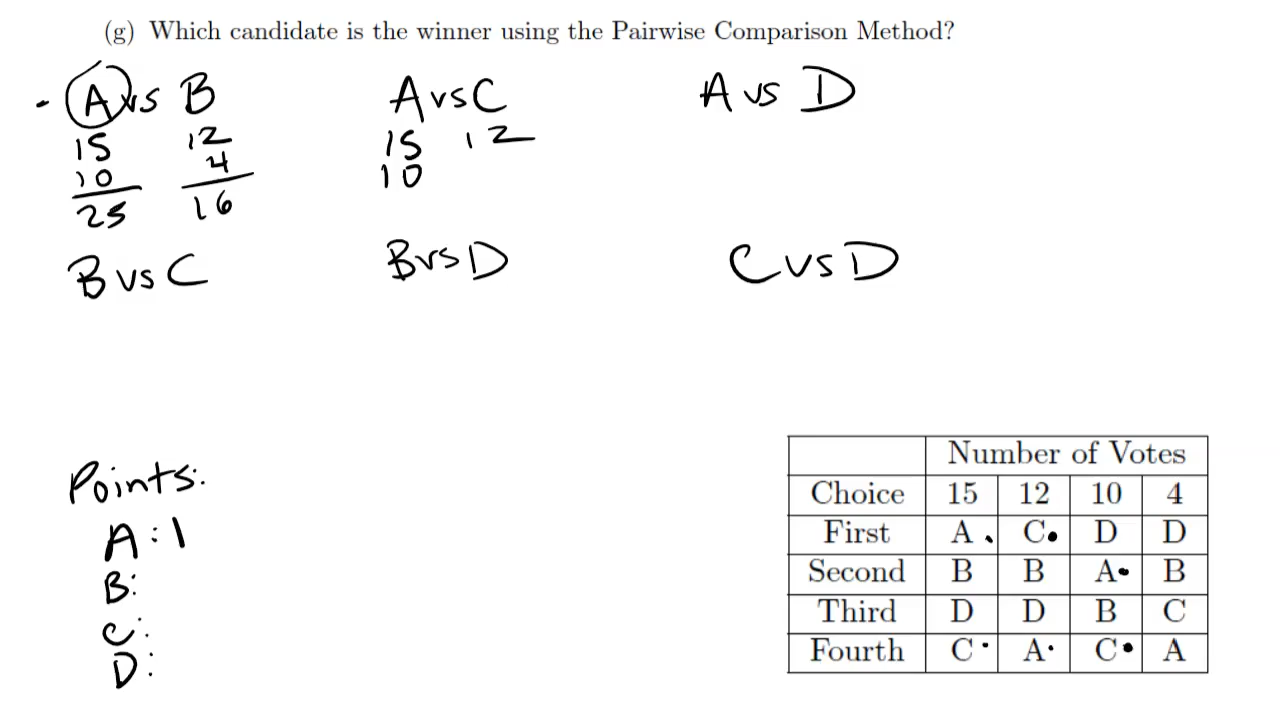 (g) Which candidate is the winner using the Pairwise Comparison Method?
A vs B A vs C A vs D
15 12 15 12
10 4 10
25 16
B vs C B vs D C vs D
Points:
A: 1
B:
C:
D:
Number of Votes
Choice 15 12 10 4
First A C D D
Second B B A B
Third D D B C
Fourth C A C A